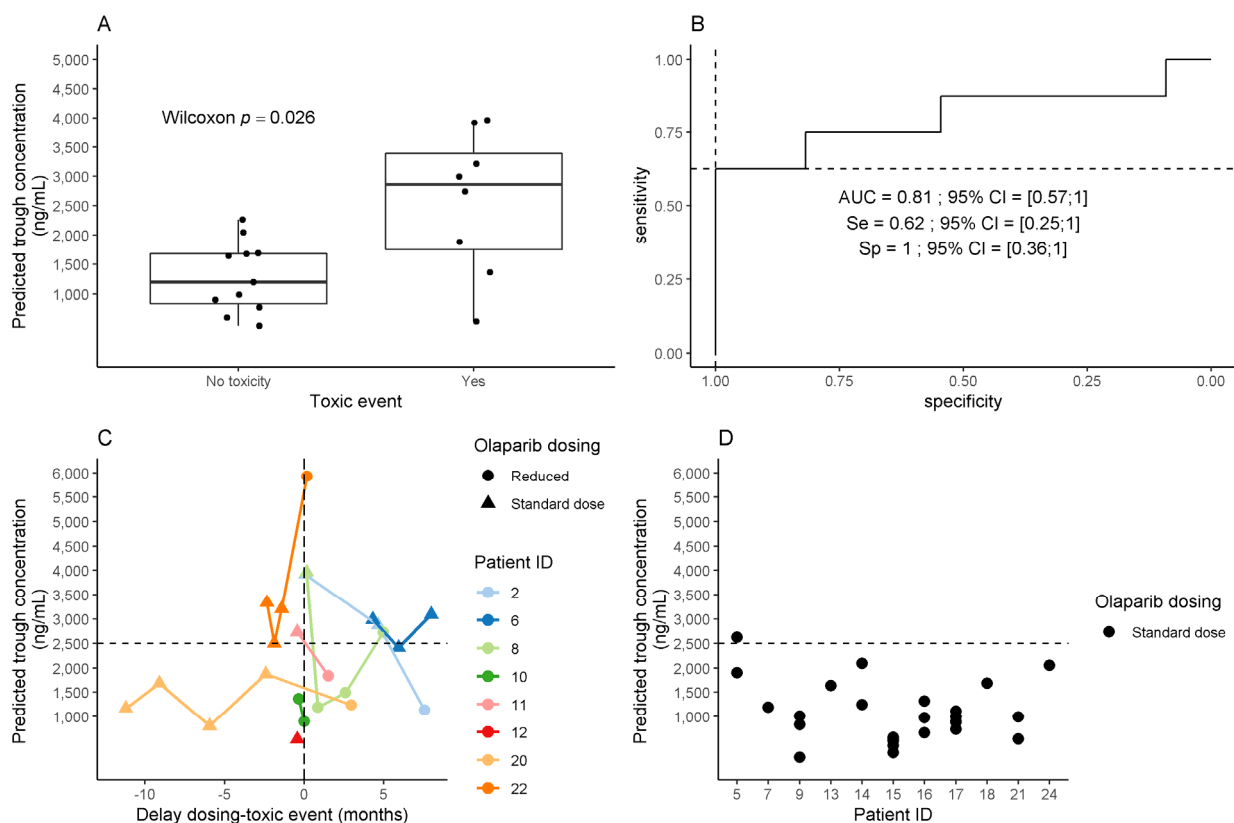 A
Predicted trough concentration
(ng/mL)
5,000
4,500
4,000
3,500
3,000
2,500
2,000
1,500
1,000
Wilcoxon p = 0.026
No toxicity
Yes
Toxic event
B
sensitivity
1.00
0.75
0.50
0.25
0.00
AUC = 0.81 ; 95% CI = [0.57;1]
Se = 0.62 ; 95% CI = [0.25;1]
Sp = 1 ; 95% CI = [0.36;1]
1.00
0.75
0.50
0.25
0.00
specificity
C
Predicted trough concentration
(ng/mL)
6,000
5,500
5,000
4,500
4,000
3,500
3,000
2,500
2,000
1,500
1,000
-10
-5
0
5
Delay dosing-toxic event (months)
Olaparib dosing
Reduced
Standard dose
Patient ID
2
6
8
10
11
12
20
22
D
Predicted trough concentration
(ng/mL)
6,000
5,500
5,000
4,500
4,000
3,500
3,000
2,500
2,000
1,500
1,000
5 7 9 13 14 15 16 17 18 21 24
Patient ID
Olaparib dosing
Standard dose